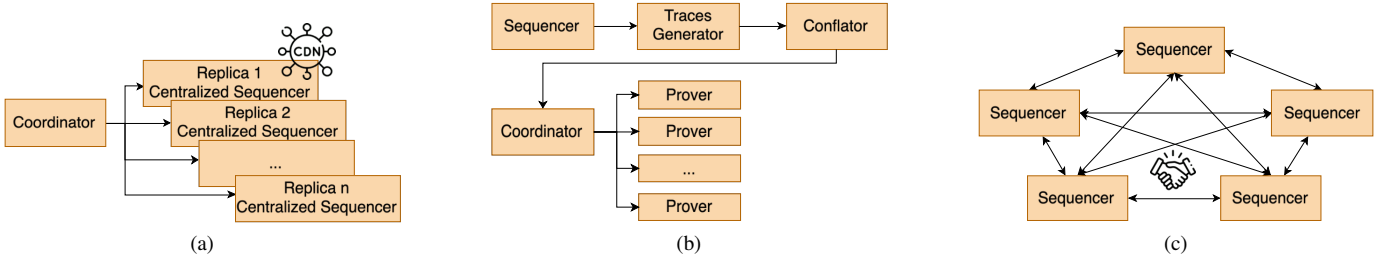 CDN
Replica 1
Centralized Sequencer
Coordinator
Replica 2
Centralized Sequencer
...
Replica n
Centralized Sequencer
(a)
Sequencer
Traces
Generator
Conflator
Coordinator
Prover
Prover
...
Prover
(b)
Sequencer
Sequencer
Sequencer
Sequencer
Sequencer
(c)